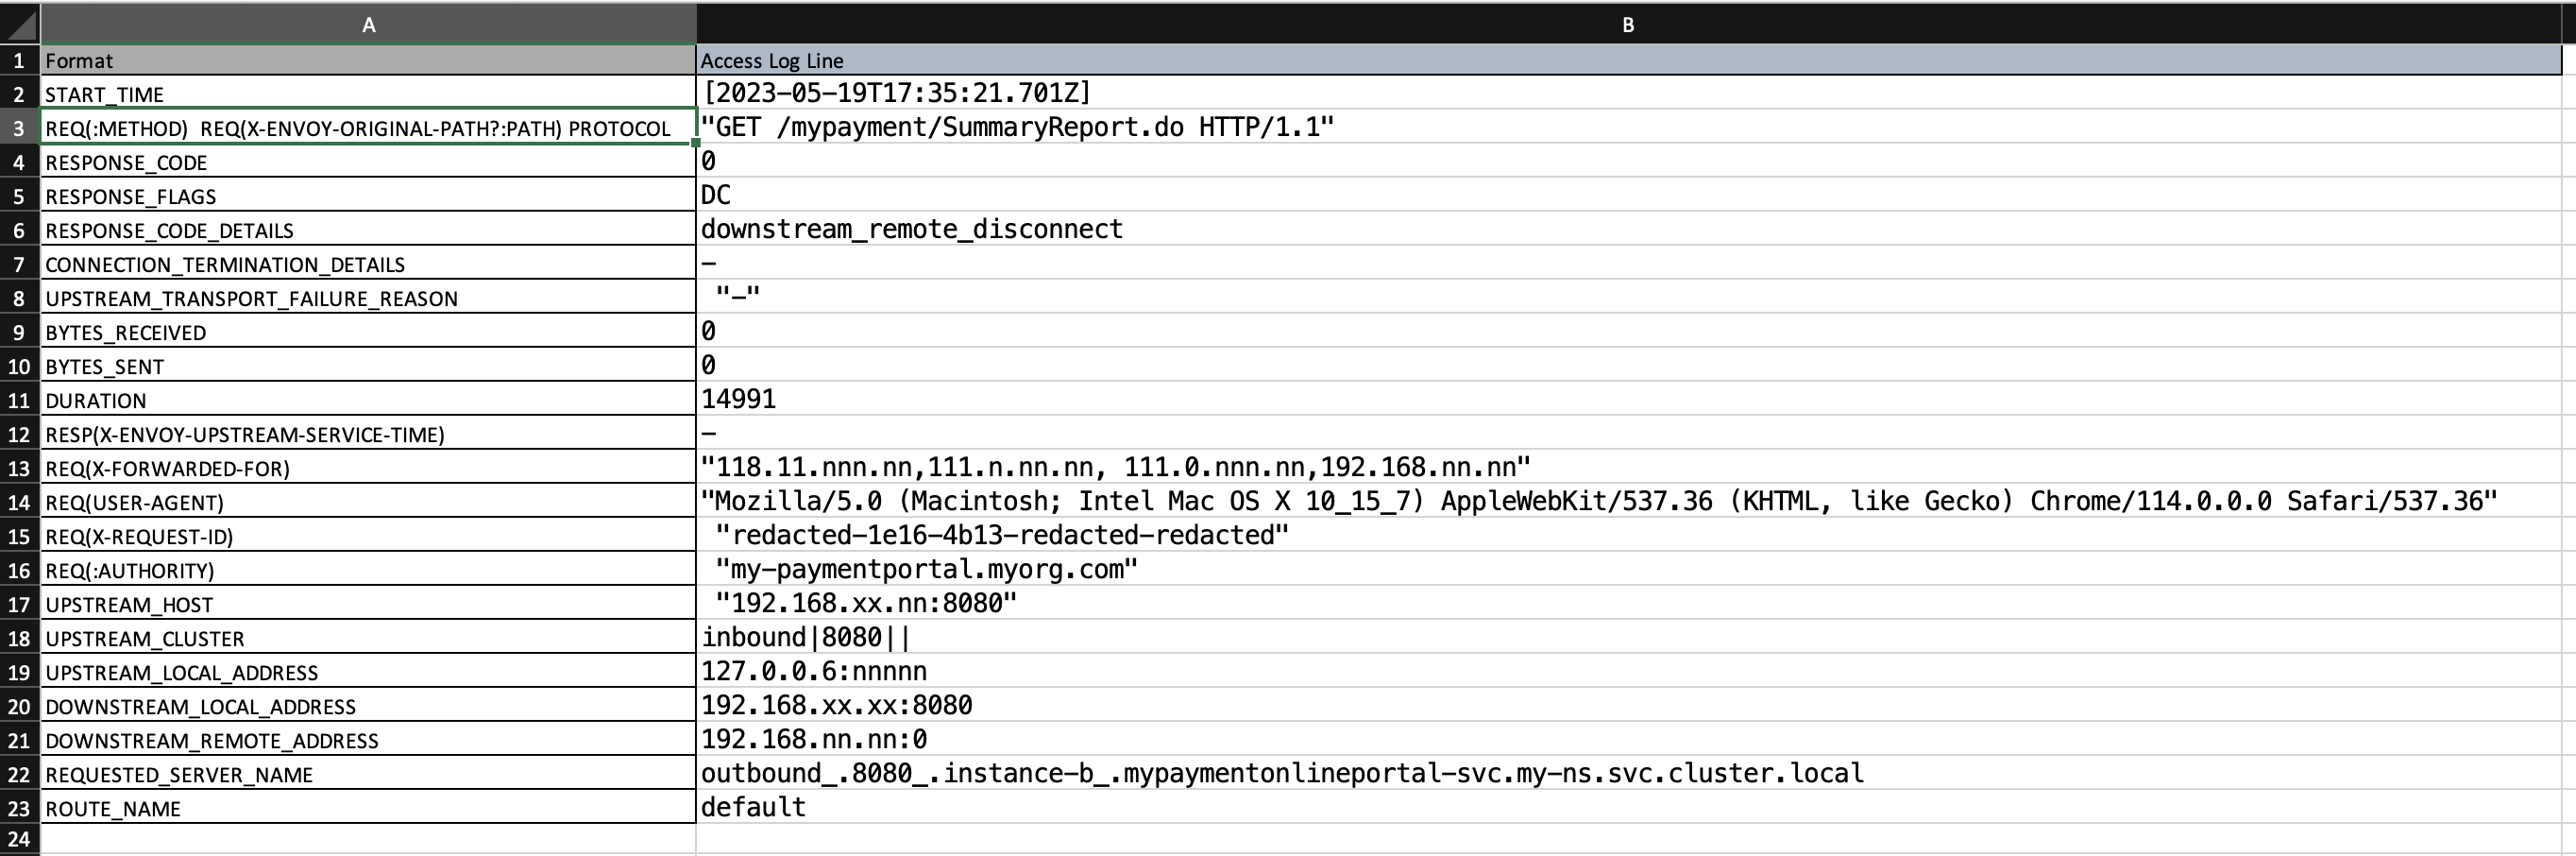 A B
1 Format Access Log Line
2 START_TIME [2023-05-19T17:35:21.701Z]
3 REQ(:METHOD)  REQ(X-ENVOY-ORIGINAL-PATH?:PATH) PROTOCOL "GET /mypayment/SummaryReport.do HTTP/1.1"
4 RESPONSE_CODE 0
5 RESPONSE_FLAGS DC
6 RESPONSE_CODE_DETAILS downstream_remote_disconnect
7 CONNECTION_TERMINATION_DETAILS –
8 UPSTREAM_TRANSPORT_FAILURE_REASON "–"
9 BYTES_RECEIVED 0
10 BYTES_SENT 0
11 DURATION 14991
12 RESP(X-ENVOY-UPSTREAM-SERVICE-TIME) –
13 REQ(X-FORWARDED-FOR) "118.11.nnn.nn,111.n.nn.nn, 111.0.nnn.nn,192.168.nn.nn"
14 REQ(USER-AGENT) "Mozilla/5.0 (Macintosh; Intel Mac OS X 10_15_7) AppleWebKit/537.36 (KHTML, like Gecko) Chrome/114.0.0.0 Safari/537.36"
15 REQ(X-REQUEST-ID) "redacted-1e16-4b13-redacted-redacted"
16 REQ(:AUTHORITY) "my-paymentportal.myorg.com"
17 UPSTREAM_HOST "192.168.xx.nn:8080"
18 UPSTREAM_CLUSTER inbound|8080||
19 UPSTREAM_LOCAL_ADDRESS 127.0.0.6:nnnnn
20 DOWNSTREAM_LOCAL_ADDRESS 192.168.xx.xx:8080
21 DOWNSTREAM_REMOTE_ADDRESS 192.168.nn.nn:0
22 REQUESTED_SERVER_NAME outbound_.8080_.instance-b_.mypaymentonlineportal-svc.my-ns.svc.cluster.local
23 ROUTE_NAME default
24